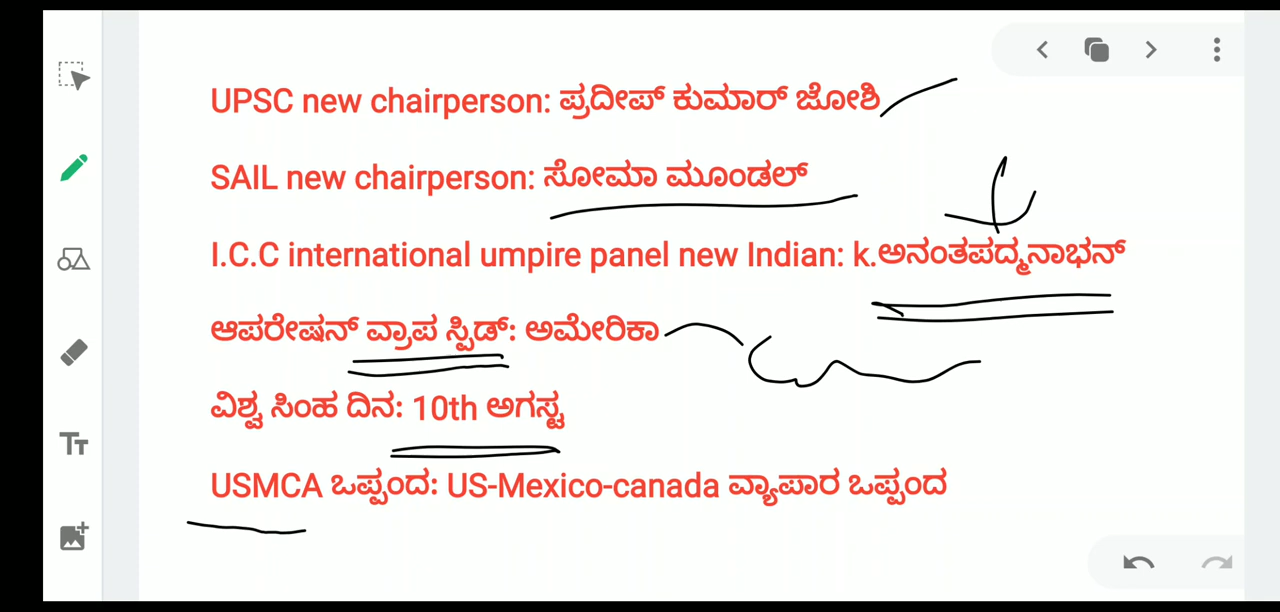 UPSC new chairperson: ಪ್ರದೀಪ್ ಕುಮಾರ್ ಜೋಶಿ
SAIL new chairperson: ಸೋಮಾ ಮೂಂಡಲ್
I.C.C international umpire panel new Indian: k.ಅನಂತಪದ್ಮನಾಭನ್
ಆಪರೇಷನ್ ವ್ರಾಪ ಸ್ಪಿಡ್: ಅಮೇರಿಕಾ
ವಿಶ್ವ ಸಿಂಹ ದಿನ: 10th ಅಗಸ್ಟ
USMCA ಒಪ್ಪಂದ: US-Mexico-canada ವ್ಯಾಪಾರ ಒಪ್ಪಂದ